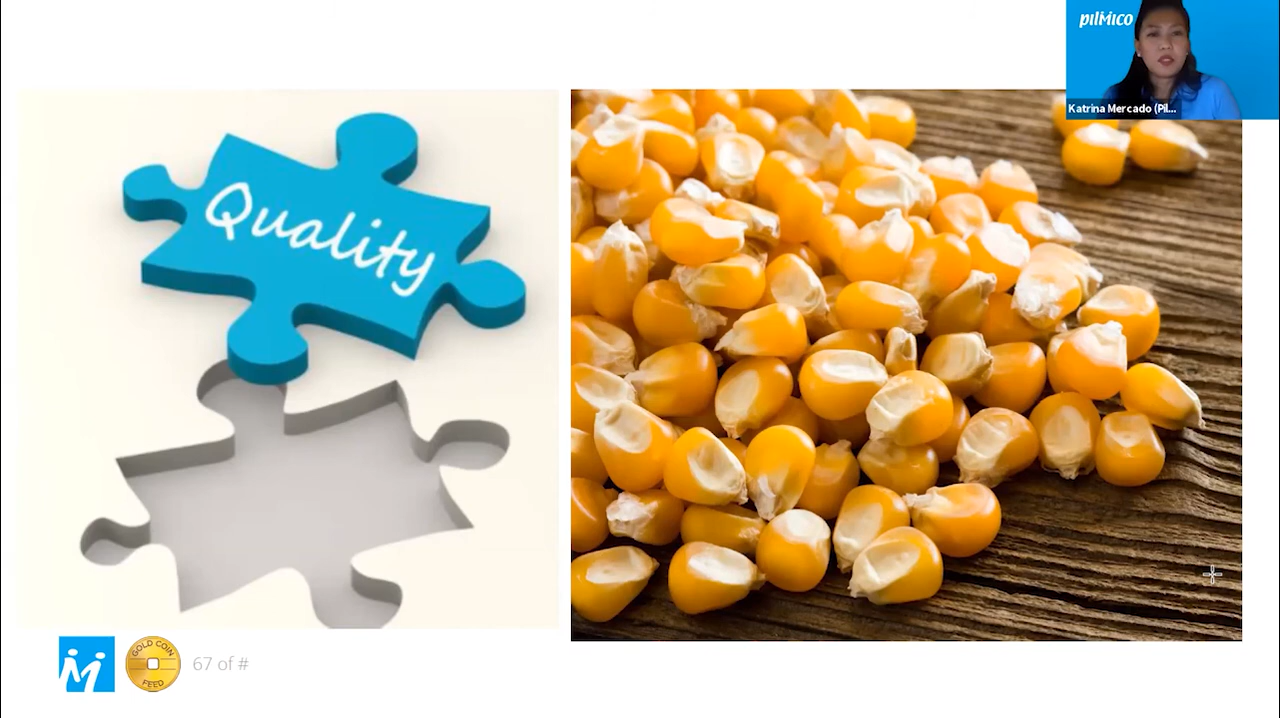 PilMico
Katrina Mercado (Pil...
Quality
GOLD COIN
FEED
67 of #